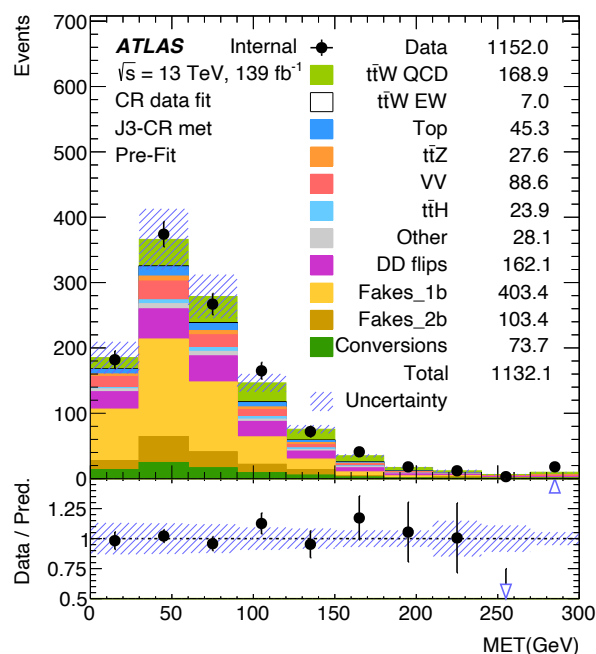 Events
700
600
500
400
300
200
100
0
ATLAS Internal
√s = 13 TeV, 139 fb⁻¹
CR data fit
J3-CR met
Pre-Fit
Data 1152.0
tt̄W QCD 168.9
tt̄W EW 7.0
Top 45.3
tt̄Z 27.6
VV 88.6
tt̄H 23.9
Other 28.1
DD flips 162.1
Fakes_1b 403.4
Fakes_2b 103.4
Conversions 73.7
Total 1132.1
Uncertainty
Data / Pred.
1.25
1
0.75
0.5
0 50 100 150 200 250 300
MET(GeV)